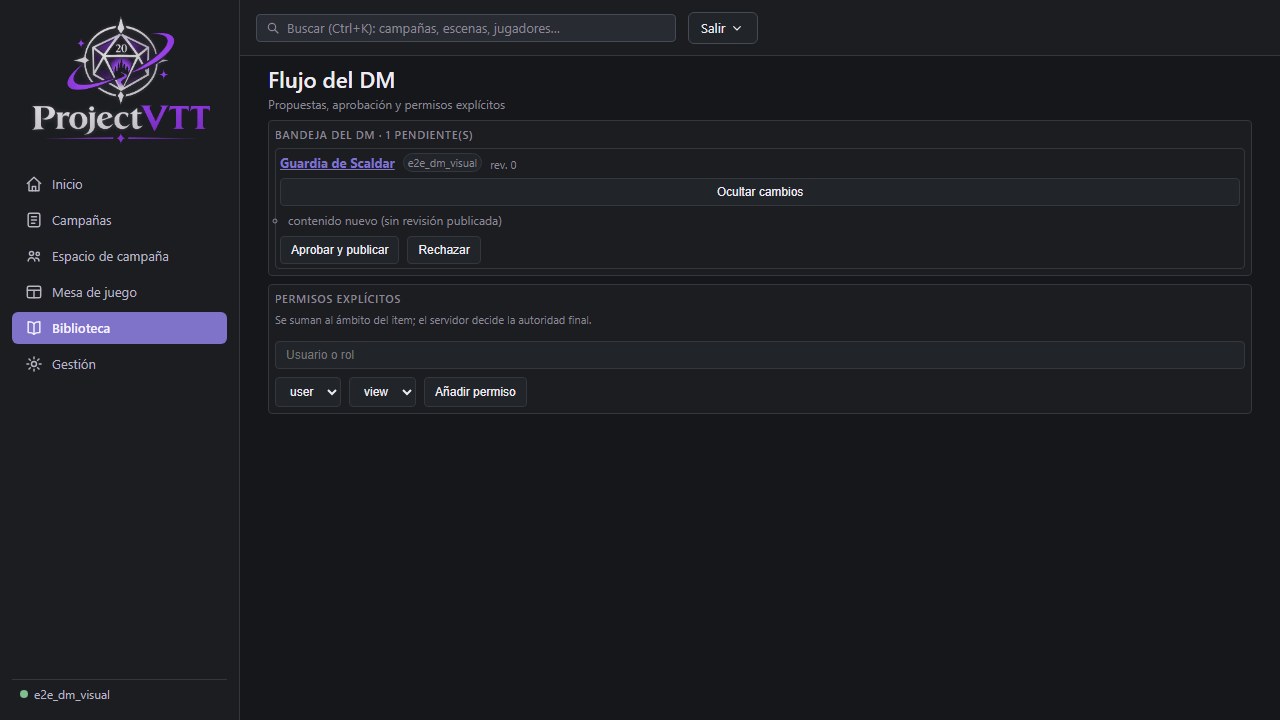 20
ProjectVTT
Buscar (Ctrl+K): campañas, escenas, jugadores...
Salir
Inicio
Campañas
Espacio de campaña
Mesa de juego
Biblioteca
Gestión
e2e_dm_visual
Flujo del DM
Propuestas, aprobación y permisos explícitos
BANDEJA DEL DM · 1 PENDIENTE(S)
Guardia de Scaldar e2e_dm_visual rev. 0
Ocultar cambios
contenido nuevo (sin revisión publicada)
Aprobar y publicar Rechazar
PERMISOS EXPLÍCITOS
Se suman al ámbito del item; el servidor decide la autoridad final.
Usuario o rol
user view Añadir permiso